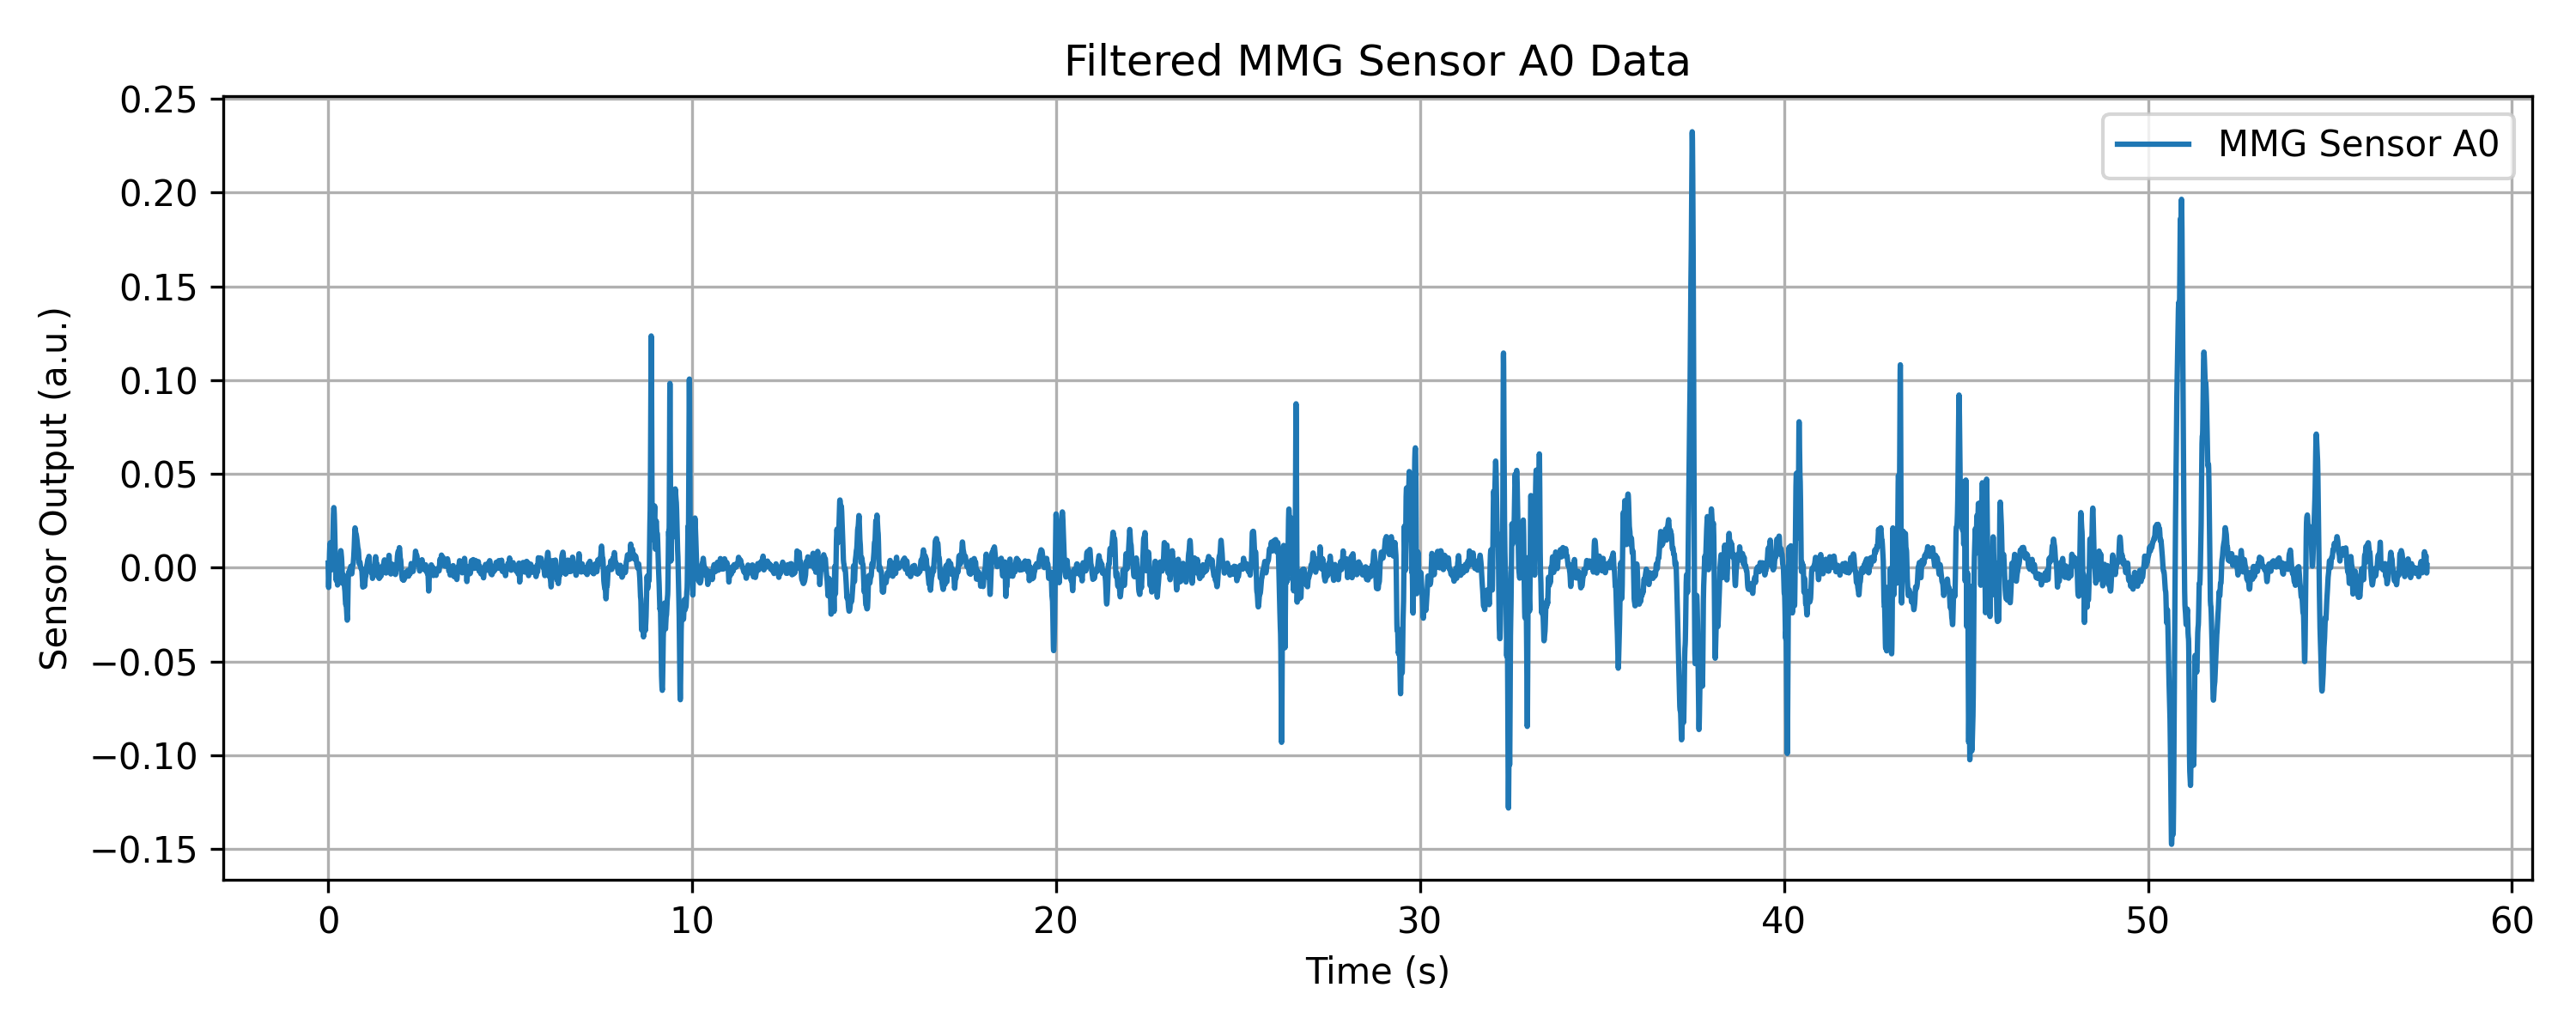 Filtered MMG Sensor A0 Data
MMG Sensor A0
Sensor Output (a.u.)
0.25
0.20
0.15
0.10
0.05
0.00
−0.05
−0.10
−0.15
0 10 20 30 40 50 60
Time (s)